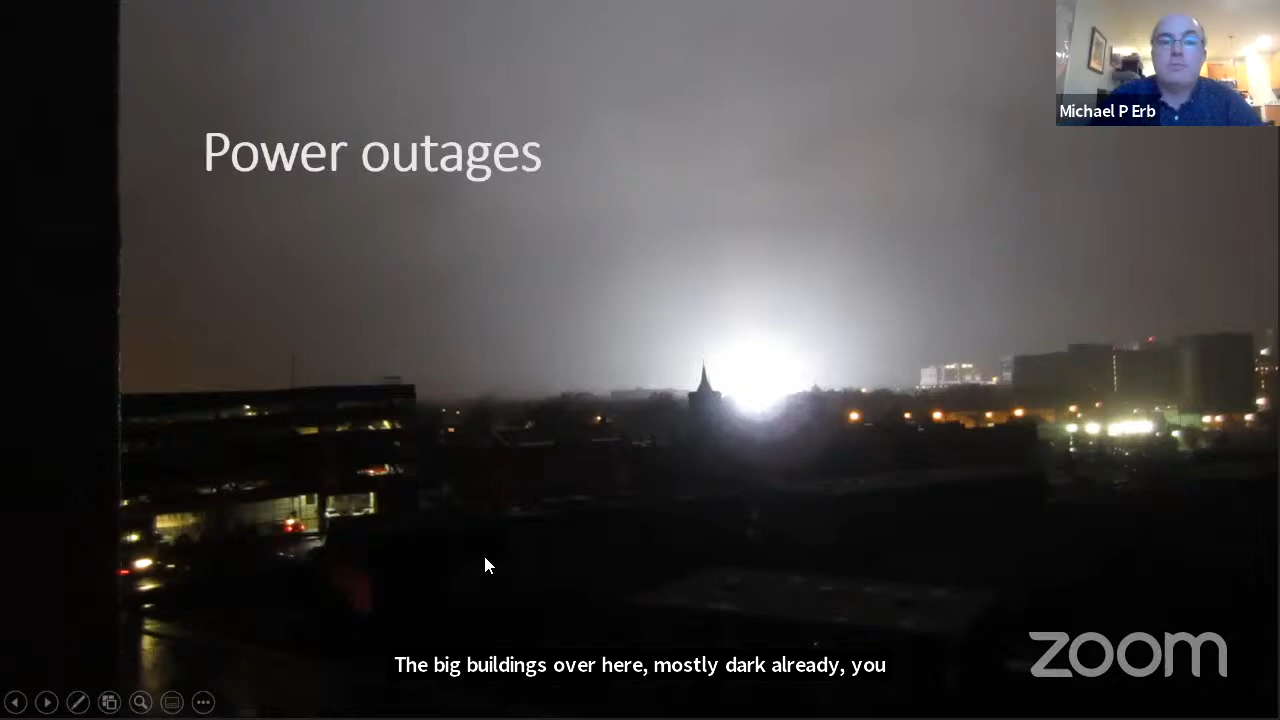 Power outages
Michael P Erb
The big buildings over here, mostly dark already, you
zoom